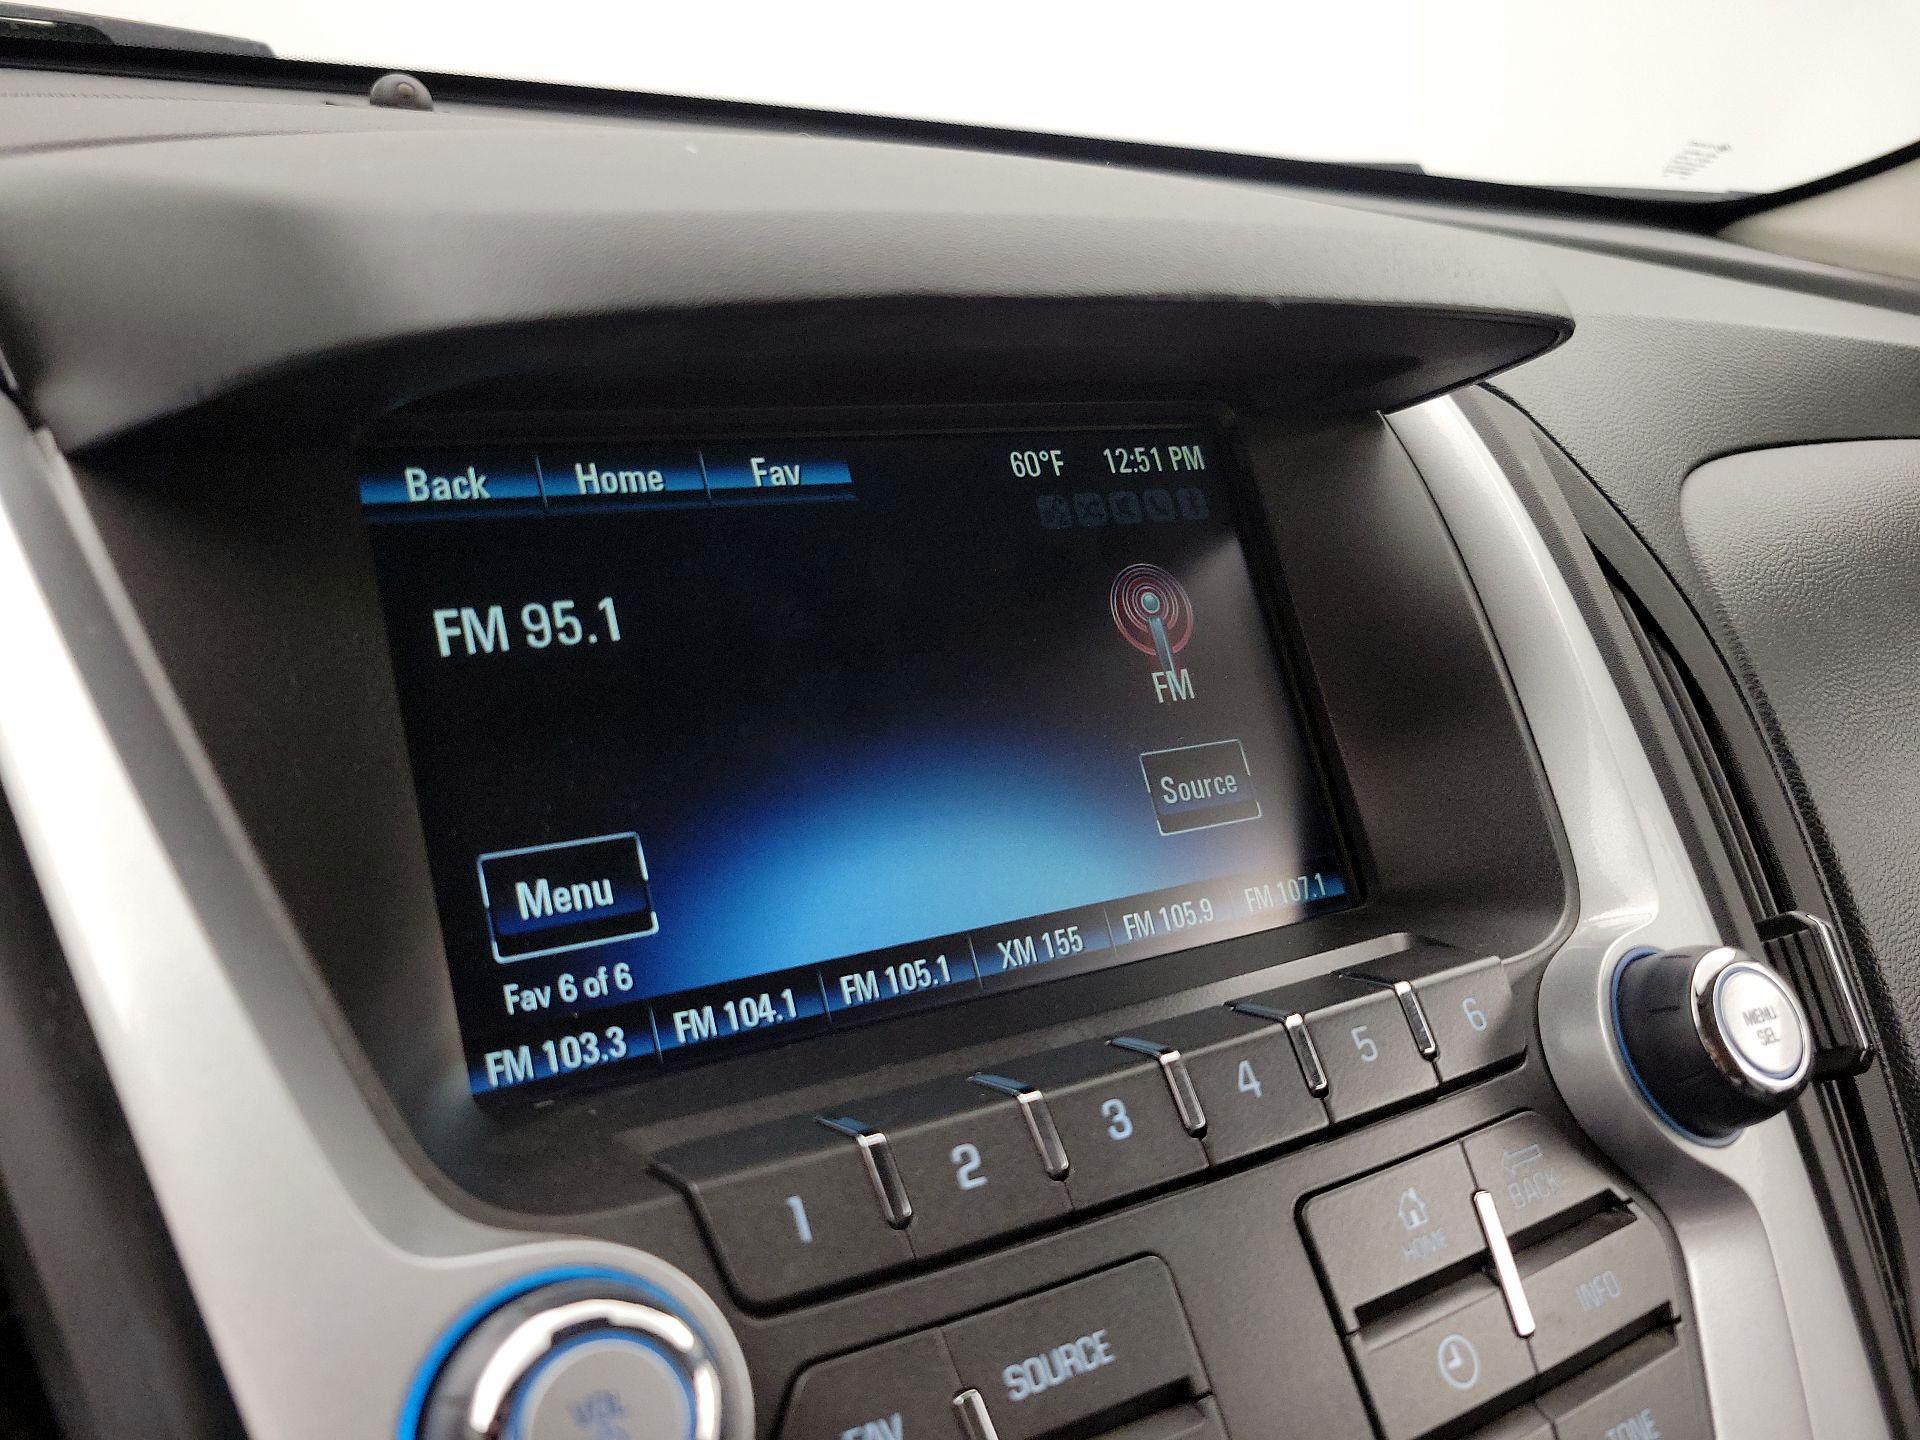 Back Home Fav 60°F 12:51 PM
FM 95.1
FM
Source
Menu
Fav 6 of 6
FM 103.3 FM 104.1 FM 105.1 XM 155 FM 105.9 FM 107.1
1 2 3 4 5 6
MENU
SEL
BACK
HOME
INFO
SOURCE
FAV
TONE
VOL